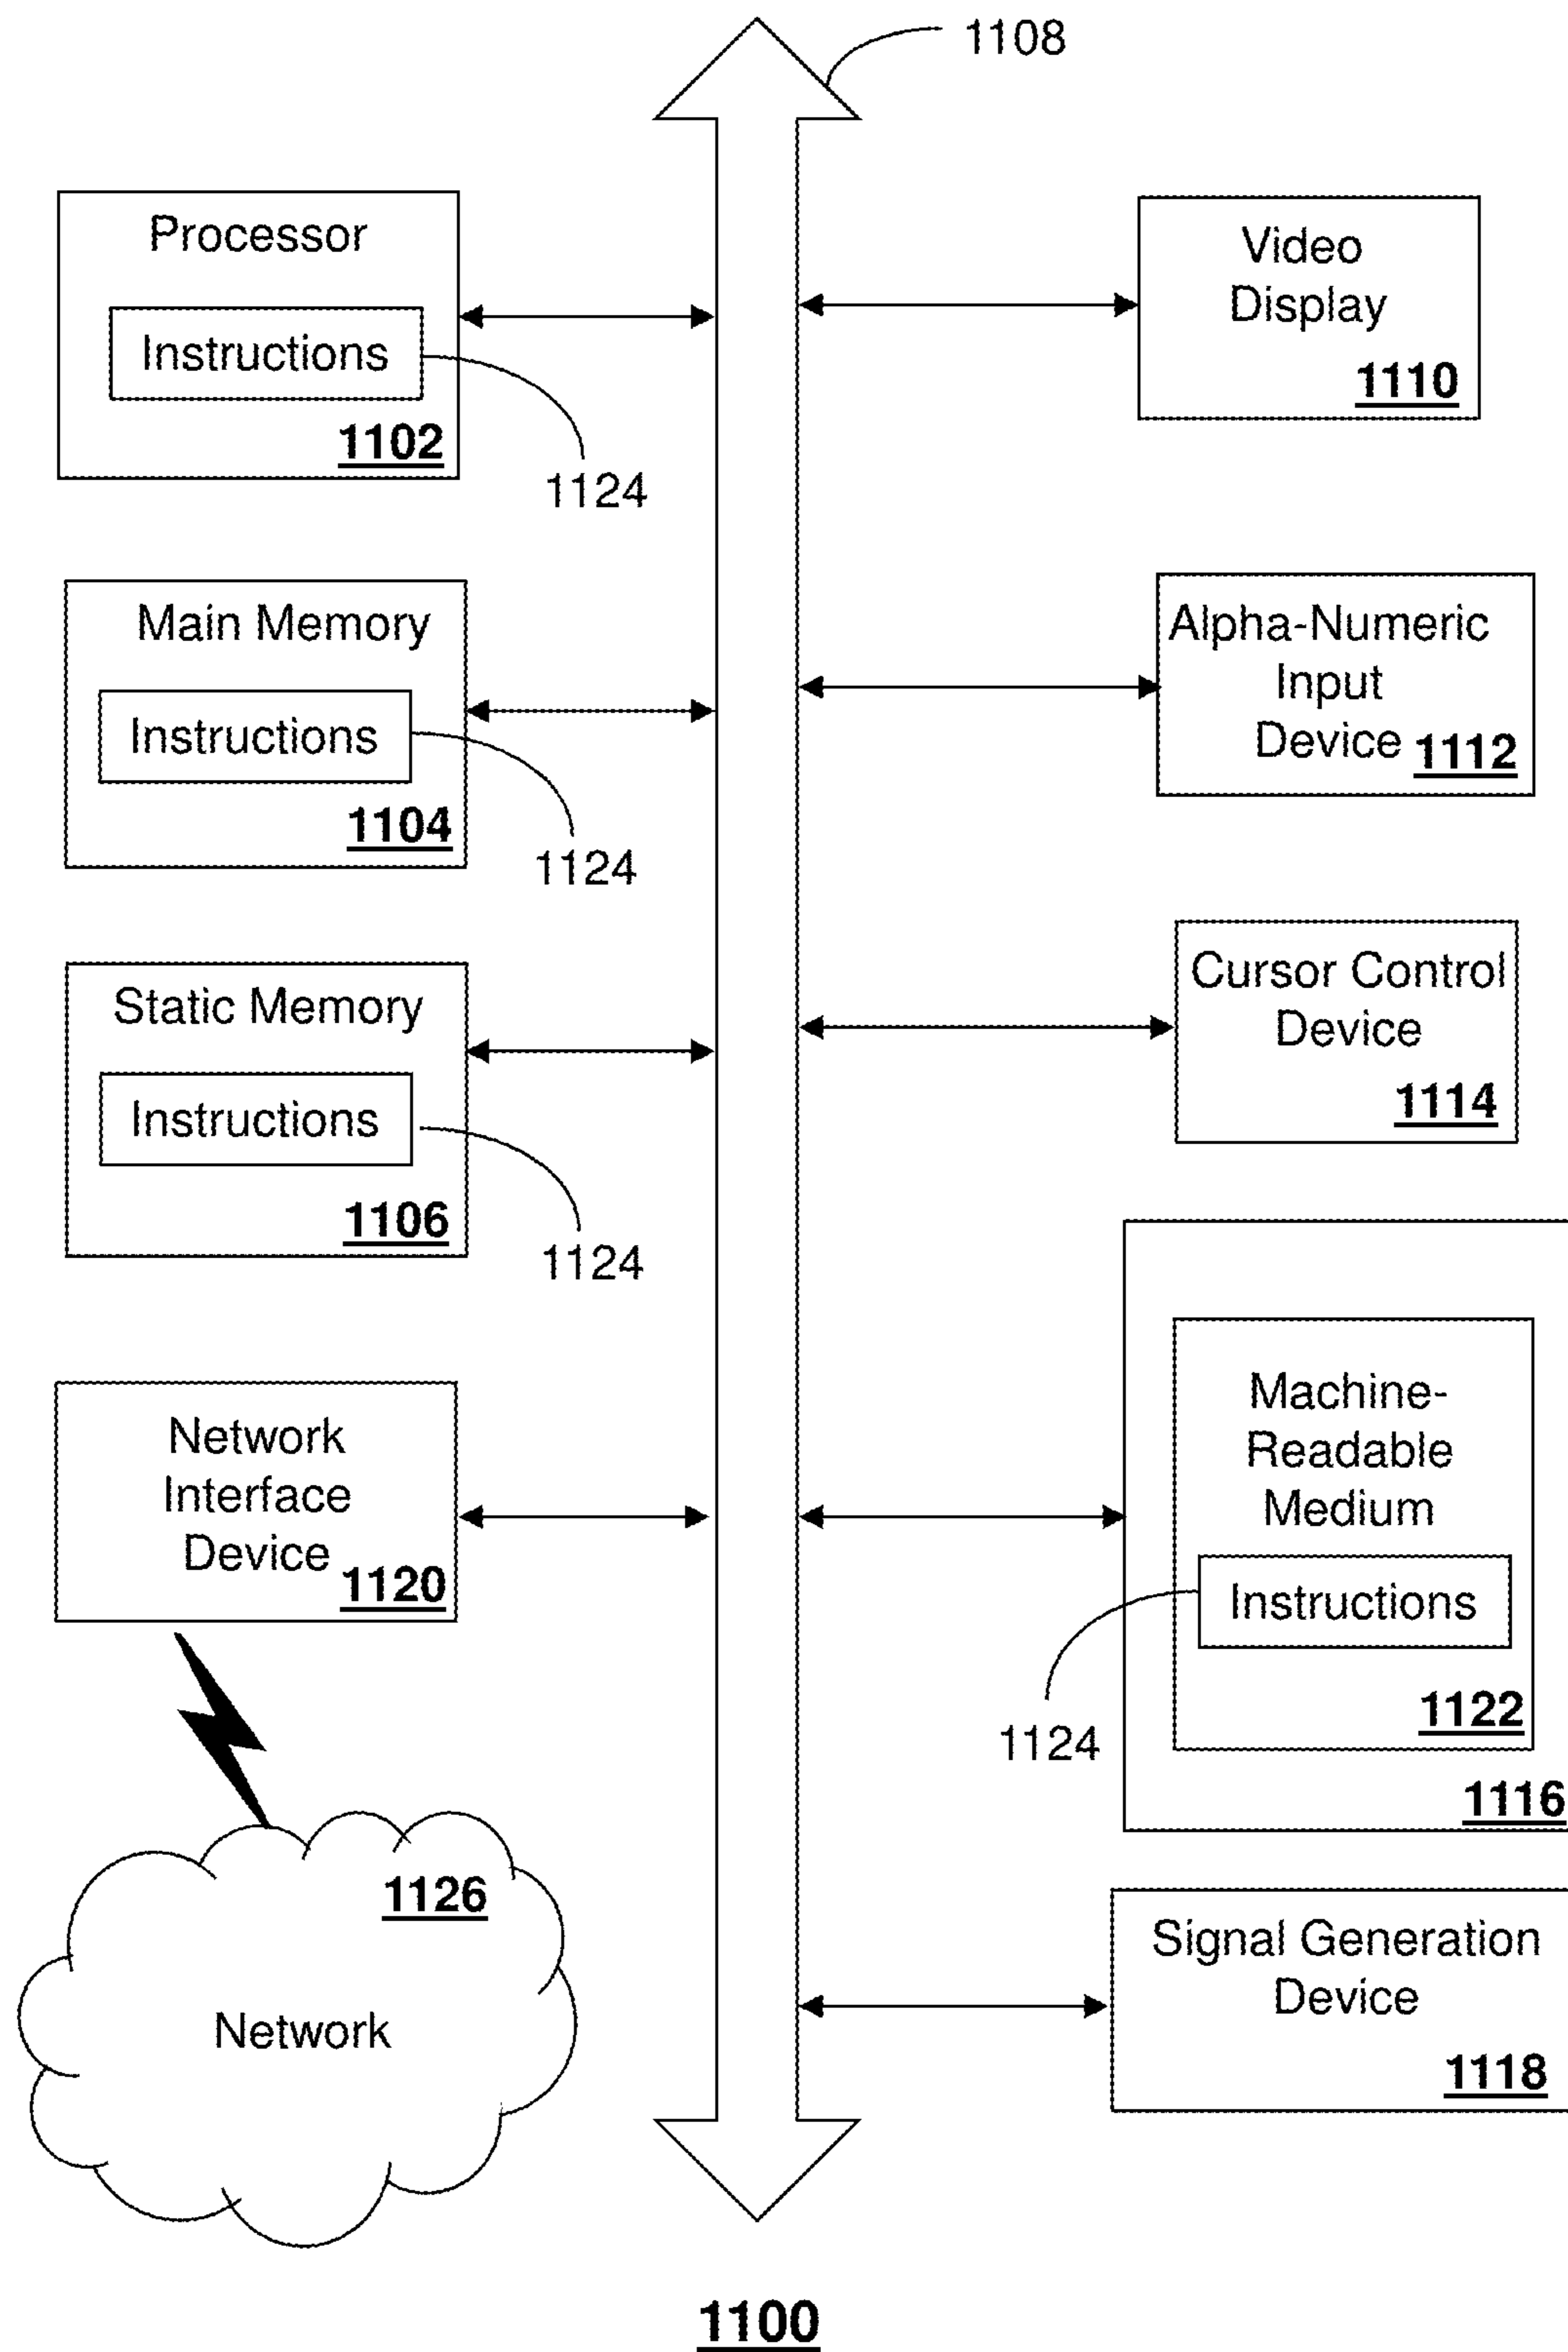 1108
Processor
Instructions
1102
1124
Video
Display
1110
Main Memory
Instructions
1104
1124
Alpha-Numeric
Input
Device 1112
Static Memory
Instructions
1106
1124
Cursor Control
Device
1114
Network
Interface
Device
1120
Machine-
Readable
Medium
Instructions
1122
1124
1116
1126
Network
Signal Generation
Device
1118
1100